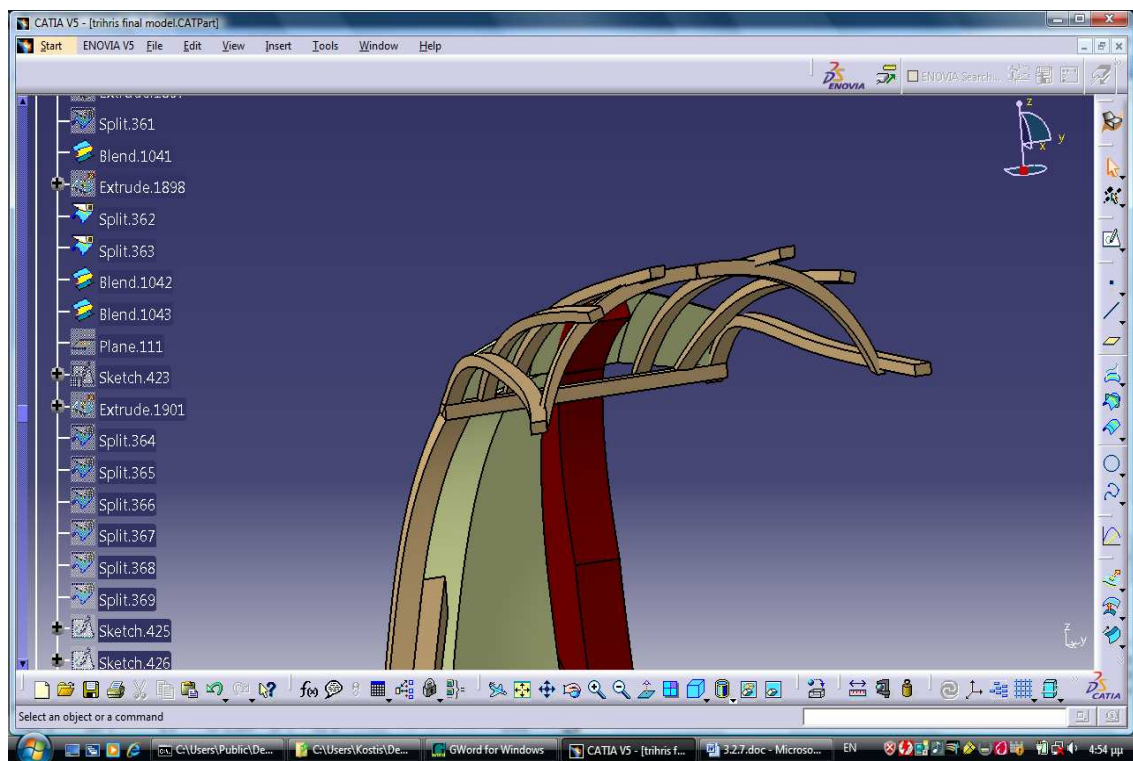 CATIA V5 - [trihris final model.CATPart]
Start ENOVIA V5 File Edit View Insert Tools Window Help
ENOVIA ENOVIA Search...
Split.361
Blend.1041
Extrude.1898
Split.362
Split.363
Blend.1042
Blend.1043
Plane.111
Sketch.423
Extrude.1901
Split.364
Split.365
Split.366
Split.367
Split.368
Split.369
Sketch.425
Sketch.426
z
y
x
z
y
f(x)
CATIA
Select an object or a command
C:\Users\Public\De... C:\Users\Kostis\De... GWord for Windows CATIA V5 - [trihris f... 3.2.7.doc - Microso... EN 4:54 μμ